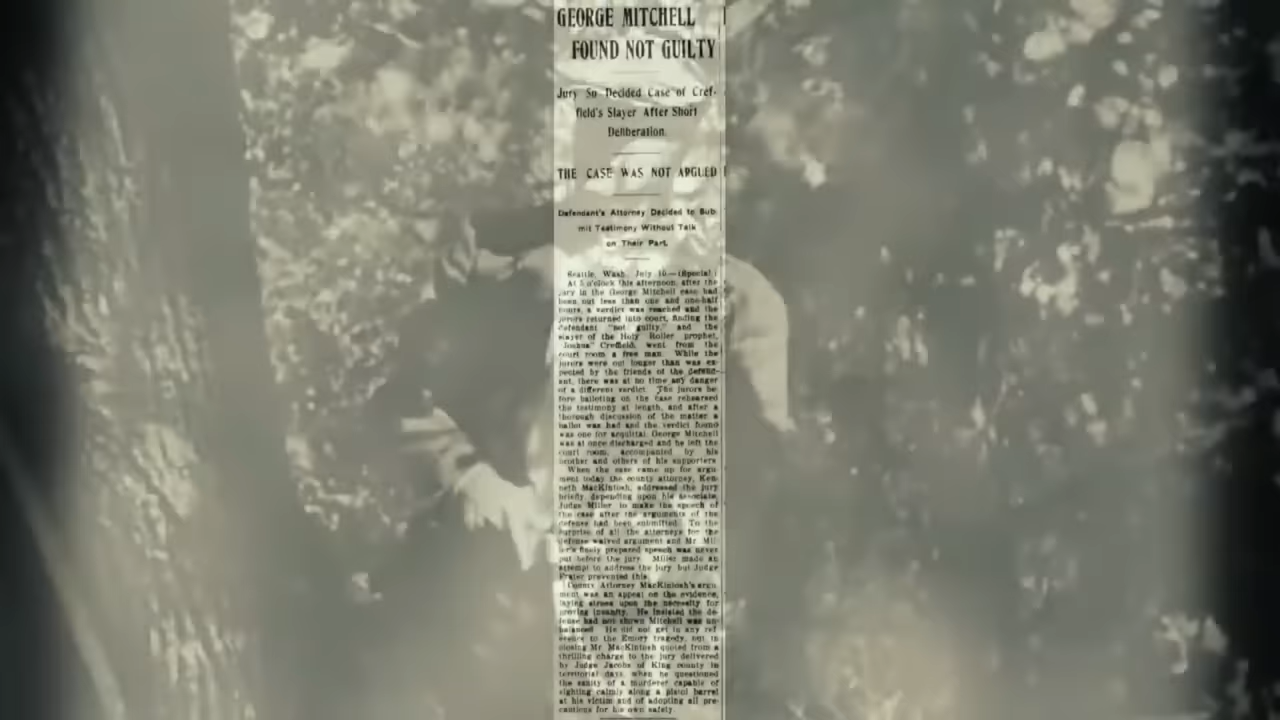 GEORGE MITCHELL
FOUND NOT GUILTY
Jury So Decided Case of Cref-
field's Slayer After Short
Deliberation.
THE CASE WAS NOT ARGUED
Defendant's Attorney Decided to Sub-
mit Testimony Without Talk
on Their Part.
Seattle, Wash., July 10.—(Special.)
At 5 o'clock this afternoon, after the
jury in the George Mitchell case had
been out less than one and one-half
hours, a verdict was reached and the
jurors returned into court, finding the
defendant "not guilty," and the
slayer of the Holy Roller prophet,
"Joshua" Creffield, went from the
court room a free man. While the
jurors were out longer than was ex-
pected by the friends of the defend-
ant, there was at no time any danger
of a different verdict. The jurors be-
fore balloting on the case rehearsed
the testimony at length, and after a
thorough discussion of the matter a
ballot was had and the verdict found
was one for acquittal. George Mitchell
was at once discharged and he left the
court room, accompanied by his
brother and others of his supporters.
When the case came up for argu-
ment today the county attorney, Ken-
neth MacKintosh, addressed the jury
briefly, depending upon his associate,
Judge Miller to make the speech of
the case after the arguments of the
defense had been submitted. To the
surprise of all the attorneys for the
defense waived argument and Mr. Mil-
ler's finely prepared speech was never
put before the jury. Miller made an
attempt to address the jury but Judge
Frater prevented this.
County Attorney MacKintosh's argu-
ment was an appeal on the evidence,
laying stress upon the necessity for
proving insanity. He insisted the de-
fense had not shown Mitchell was un-
balanced. He did not get in any ref-
erence to the Emory tragedy, but in
closing Mr. MacKintosh quoted from a
thrilling charge to the jury delivered
by Judge Jacobs of King county in
territorial days, when he questioned
the sanity of a murderer capable of
sighting calmly along a pistol barrel
at his victim and of adopting all pre-
cautions for his own safety.